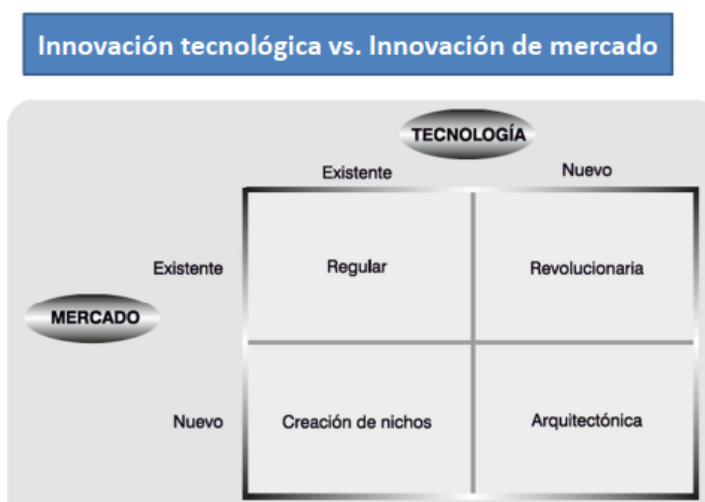 Innovación tecnológica vs. Innovación de mercado
TECNOLOGÍA
Existente
Nuevo
Existente
Regular
Revolucionaria
MERCADO
Nuevo
Creación de nichos
Arquitectónica